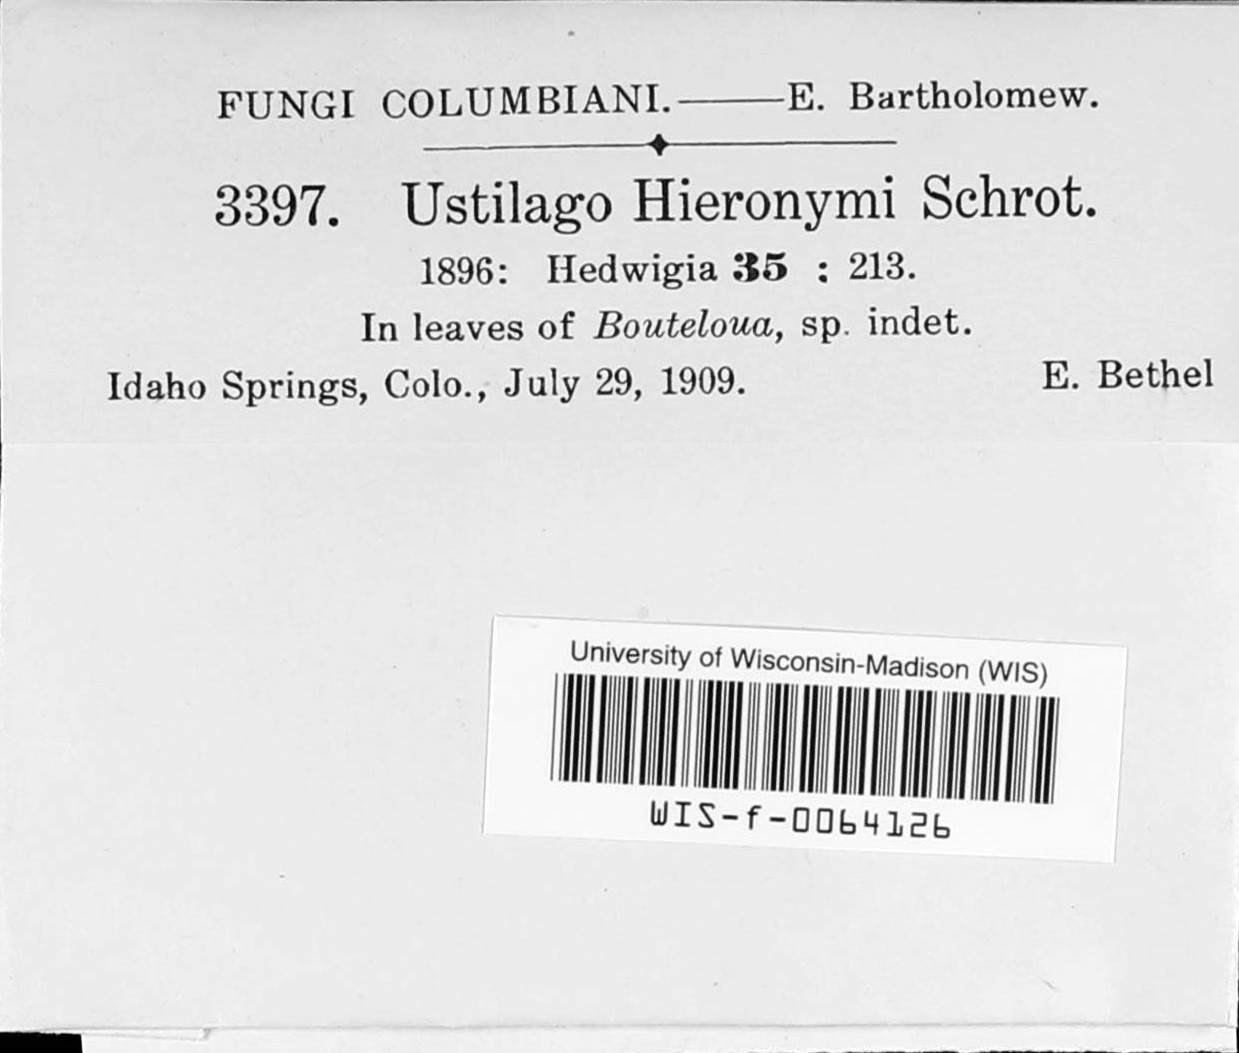 FUNGI COLUMBIANI.——E. Bartholomew.
3397. Ustilago Hieronymi Schrot.
1896: Hedwigia 35 : 213.
In leaves of Bouteloua, sp. indet.
Idaho Springs, Colo., July 29, 1909. E. Bethel
University of Wisconsin-Madison (WIS)
WIS-f-0064126